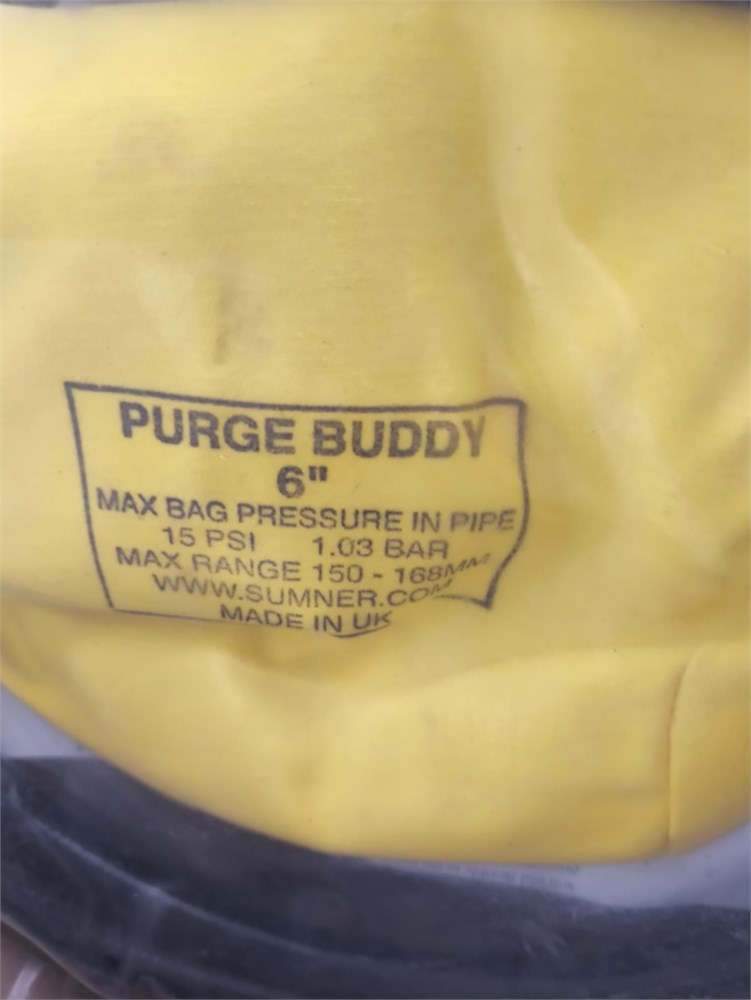 PURGE BUDDY
6"
MAX BAG PRESSURE IN PIPE
15 PSI 1.03 BAR
MAX RANGE 150 - 168MM
WWW.SUMNER.COM
MADE IN UK